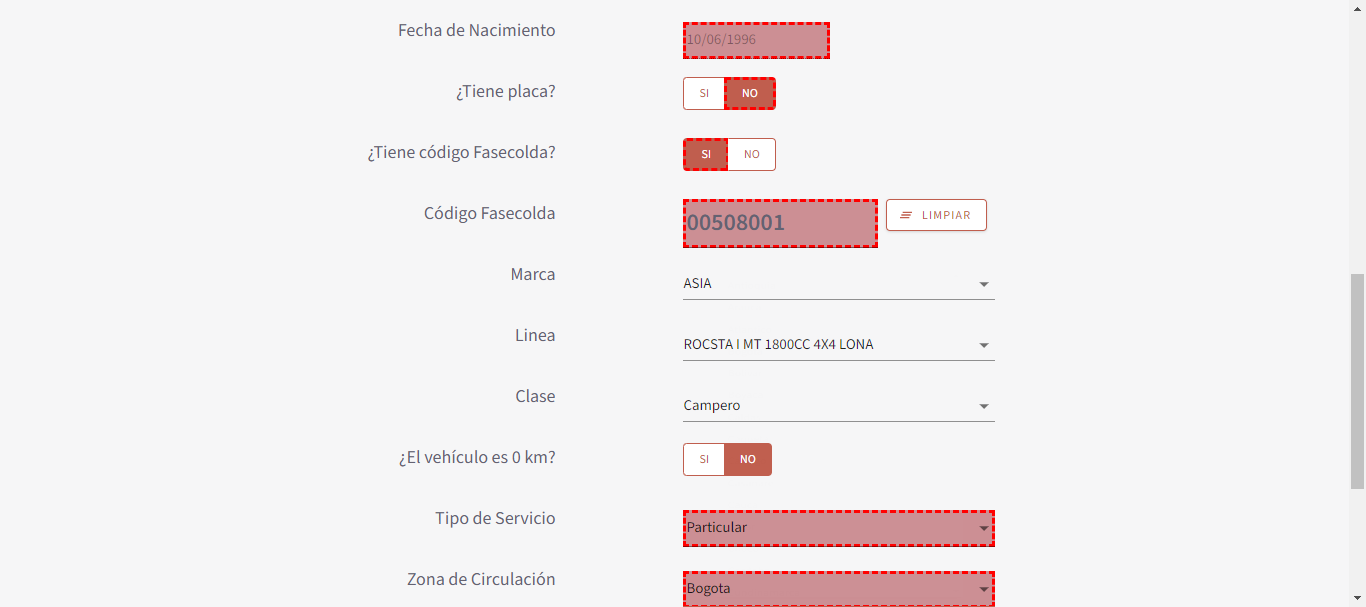 Fecha de Nacimiento 10/06/1996
¿Tiene placa? SI NO
¿Tiene código Fasecolda? SI NO
Código Fasecolda 00508001 LIMPIAR
Marca ASIA
Linea ROCSTA I MT 1800CC 4X4 LONA
Clase Campero
¿El vehículo es 0 km? SI NO
Tipo de Servicio Particular
Zona de Circulación Bogota